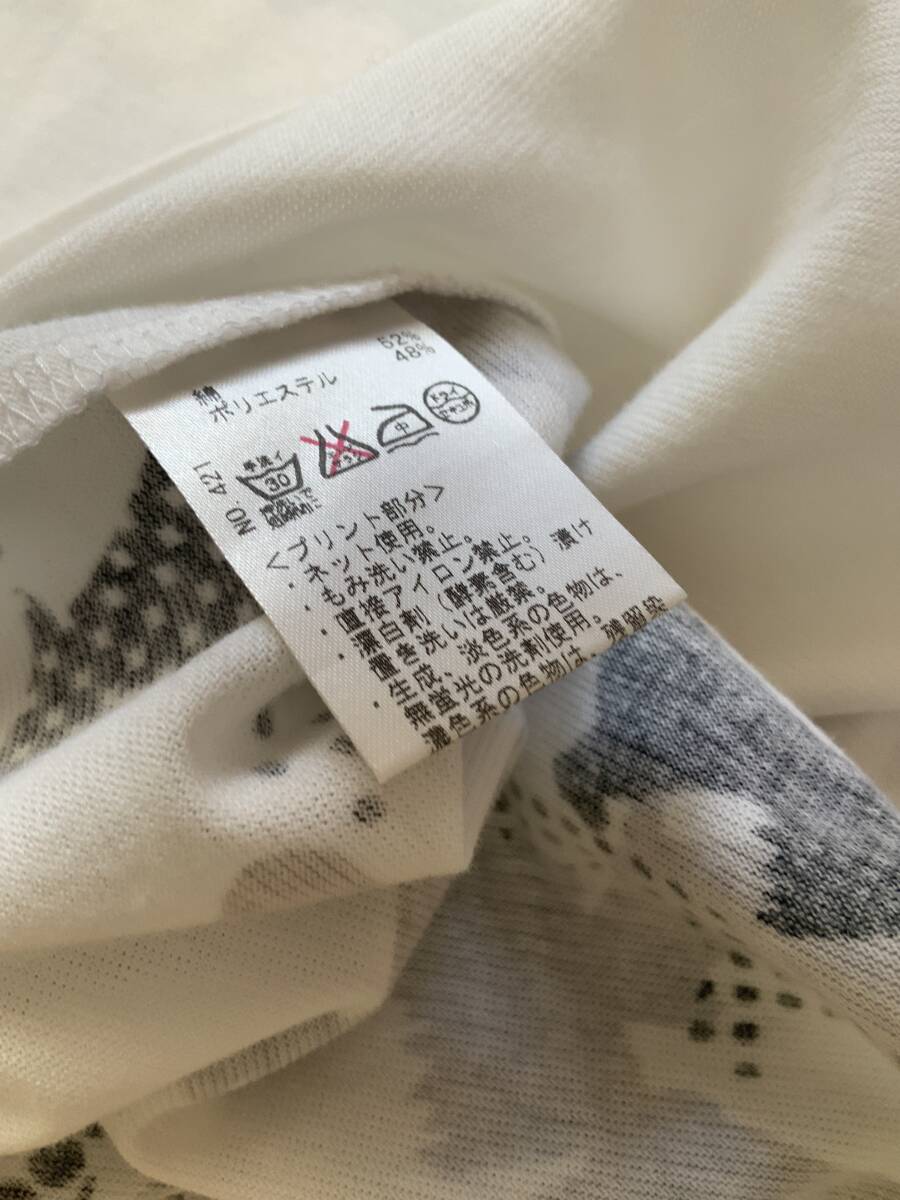 綿 52%
ポリエステル 48%
NO. 421
手洗イ
30
中
ドライ
<プリント部分>
・ネット使用。
・もみ洗い禁止。
・直接アイロン禁止。
・漂白剤(酵素含む)漬け
置き洗いは厳禁。
・生成、淡色系の色物は、
無蛍光の洗剤使用。
・濃色系の色物は、残留染